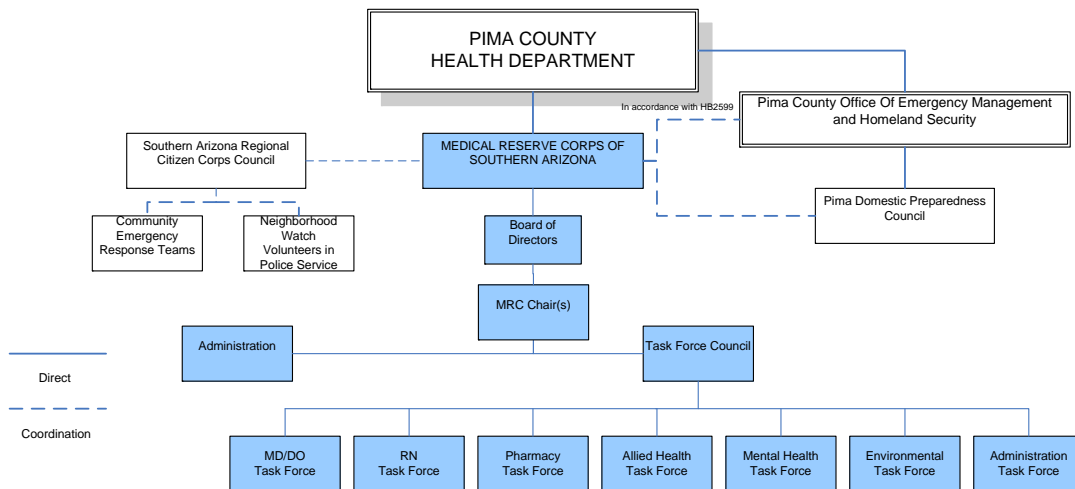 PIMA COUNTY
HEALTH DEPARTMENT
In accordance with HB2599
Pima County Office Of Emergency Management
and Homeland Security
Southern Arizona Regional
Citizen Corps Council
MEDICAL RESERVE CORPS OF
SOUTHERN ARIZONA
Pima Domestic Preparedness
Council
Community
Emergency
Response Teams
Neighborhood
Watch
Volunteers in
Police Service
Board of
Directors
MRC Chair(s)
Administration
Task Force Council
Direct
Coordination
MD/DO
Task Force
RN
Task Force
Pharmacy
Task Force
Allied Health
Task Force
Mental Health
Task Force
Environmental
Task Force
Administration
Task Force